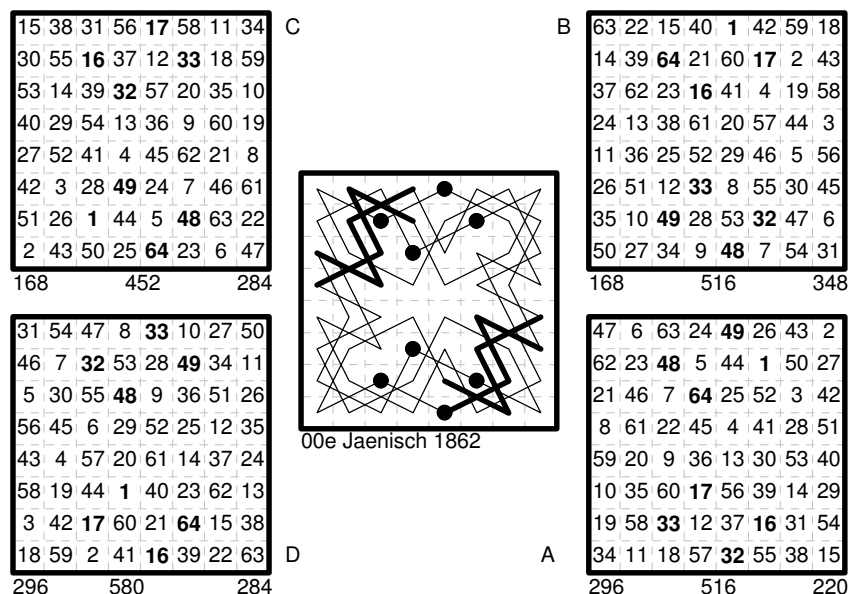 15 38 31 56 17 58 11 34 C B 63 22 15 40 1 42 59 18
30 55 16 37 12 33 18 59 14 39 64 21 60 17 2 43
53 14 39 32 57 20 35 10 37 62 23 16 41 4 19 58
40 29 54 13 36 9 60 19 24 13 38 61 20 57 44 3
27 52 41 4 45 62 21 8 11 36 25 52 29 46 5 56
42 3 28 49 24 7 46 61 26 51 12 33 8 55 30 45
51 26 1 44 5 48 63 22 35 10 49 28 53 32 47 6
2 43 50 25 64 23 6 47 50 27 34 9 48 7 54 31
168 452 284 168 516 348
31 54 47 8 33 10 27 50 47 6 63 24 49 26 43 2
46 7 32 53 28 49 34 11 62 23 48 5 44 1 50 27
5 30 55 48 9 36 51 26 21 46 7 64 25 52 3 42
56 45 6 29 52 25 12 35 00e Jaenisch 1862 8 61 22 45 4 41 28 51
43 4 57 20 61 14 37 24 59 20 9 36 13 30 53 40
58 19 44 1 40 23 62 13 10 35 60 17 56 39 14 29
3 42 17 60 21 64 15 38 19 58 33 12 37 16 31 54
18 59 2 41 16 39 22 63 D A 34 11 18 57 32 55 38 15
296 580 284 296 516 220